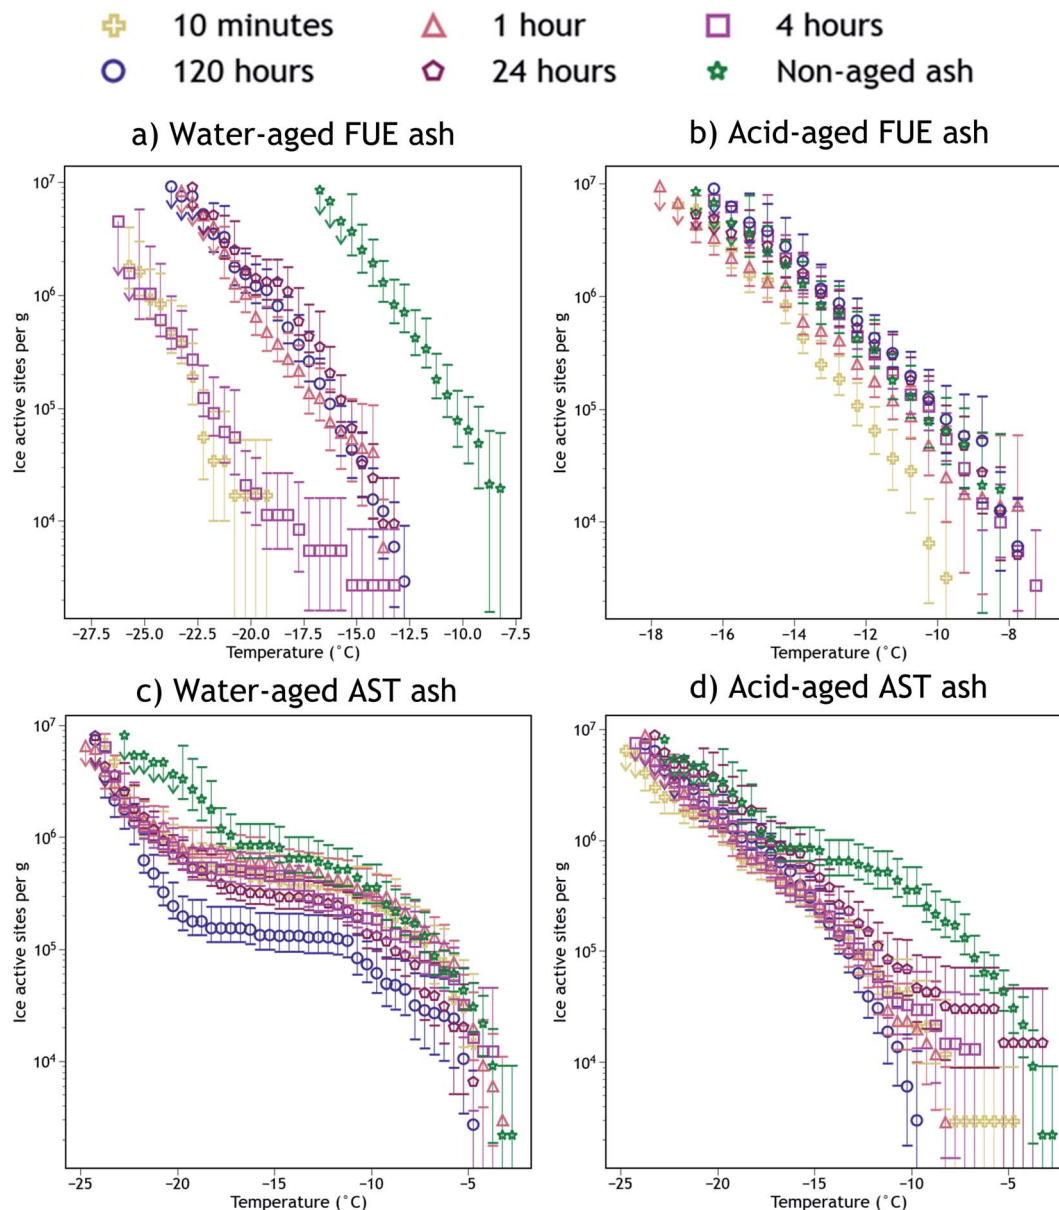 10 minutes 1 hour 4 hours
120 hours 24 hours Non-aged ash
a) Water-aged FUE ash b) Acid-aged FUE ash
10⁷ 10⁷
10⁶ 10⁶
10⁵ 10⁵
10⁴ 10⁴
Ice active sites per g Ice active sites per g
−27.5 −25.0 −22.5 −20.0 −17.5 −15.0 −12.5 −10.0 −7.5 −18 −16 −14 −12 −10 −8
Temperature (°C) Temperature (°C)
c) Water-aged AST ash d) Acid-aged AST ash
10⁷ 10⁷
10⁶ 10⁶
10⁵ 10⁵
10⁴ 10⁴
Ice active sites per g Ice active sites per g
−25 −20 −15 −10 −5 −25 −20 −15 −10 −5
Temperature (°C) Temperature (°C)